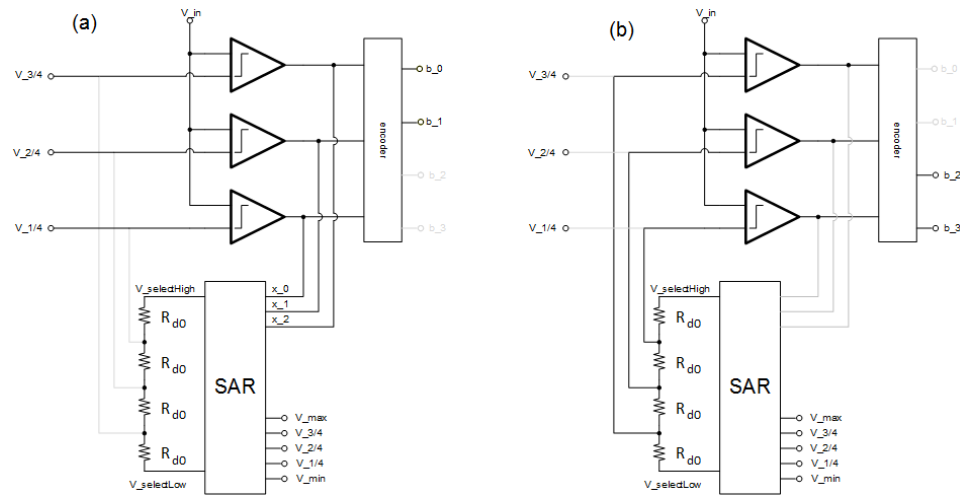 (a)
V_in
V_3/4
V_2/4
V_1/4
encoder
b_0
b_1
b_2
b_3
V_selectHigh
R_d0
R_d0
R_d0
R_d0
V_selectLow
x_0
x_1
x_2
SAR
V_max
V_3/4
V_2/4
V_1/4
V_min
(b)
V_in
V_3/4
V_2/4
V_1/4
encoder
b_0
b_1
b_2
b_3
V_selectHigh
R_d0
R_d0
R_d0
R_d0
V_selectLow
SAR
V_max
V_3/4
V_2/4
V_1/4
V_min